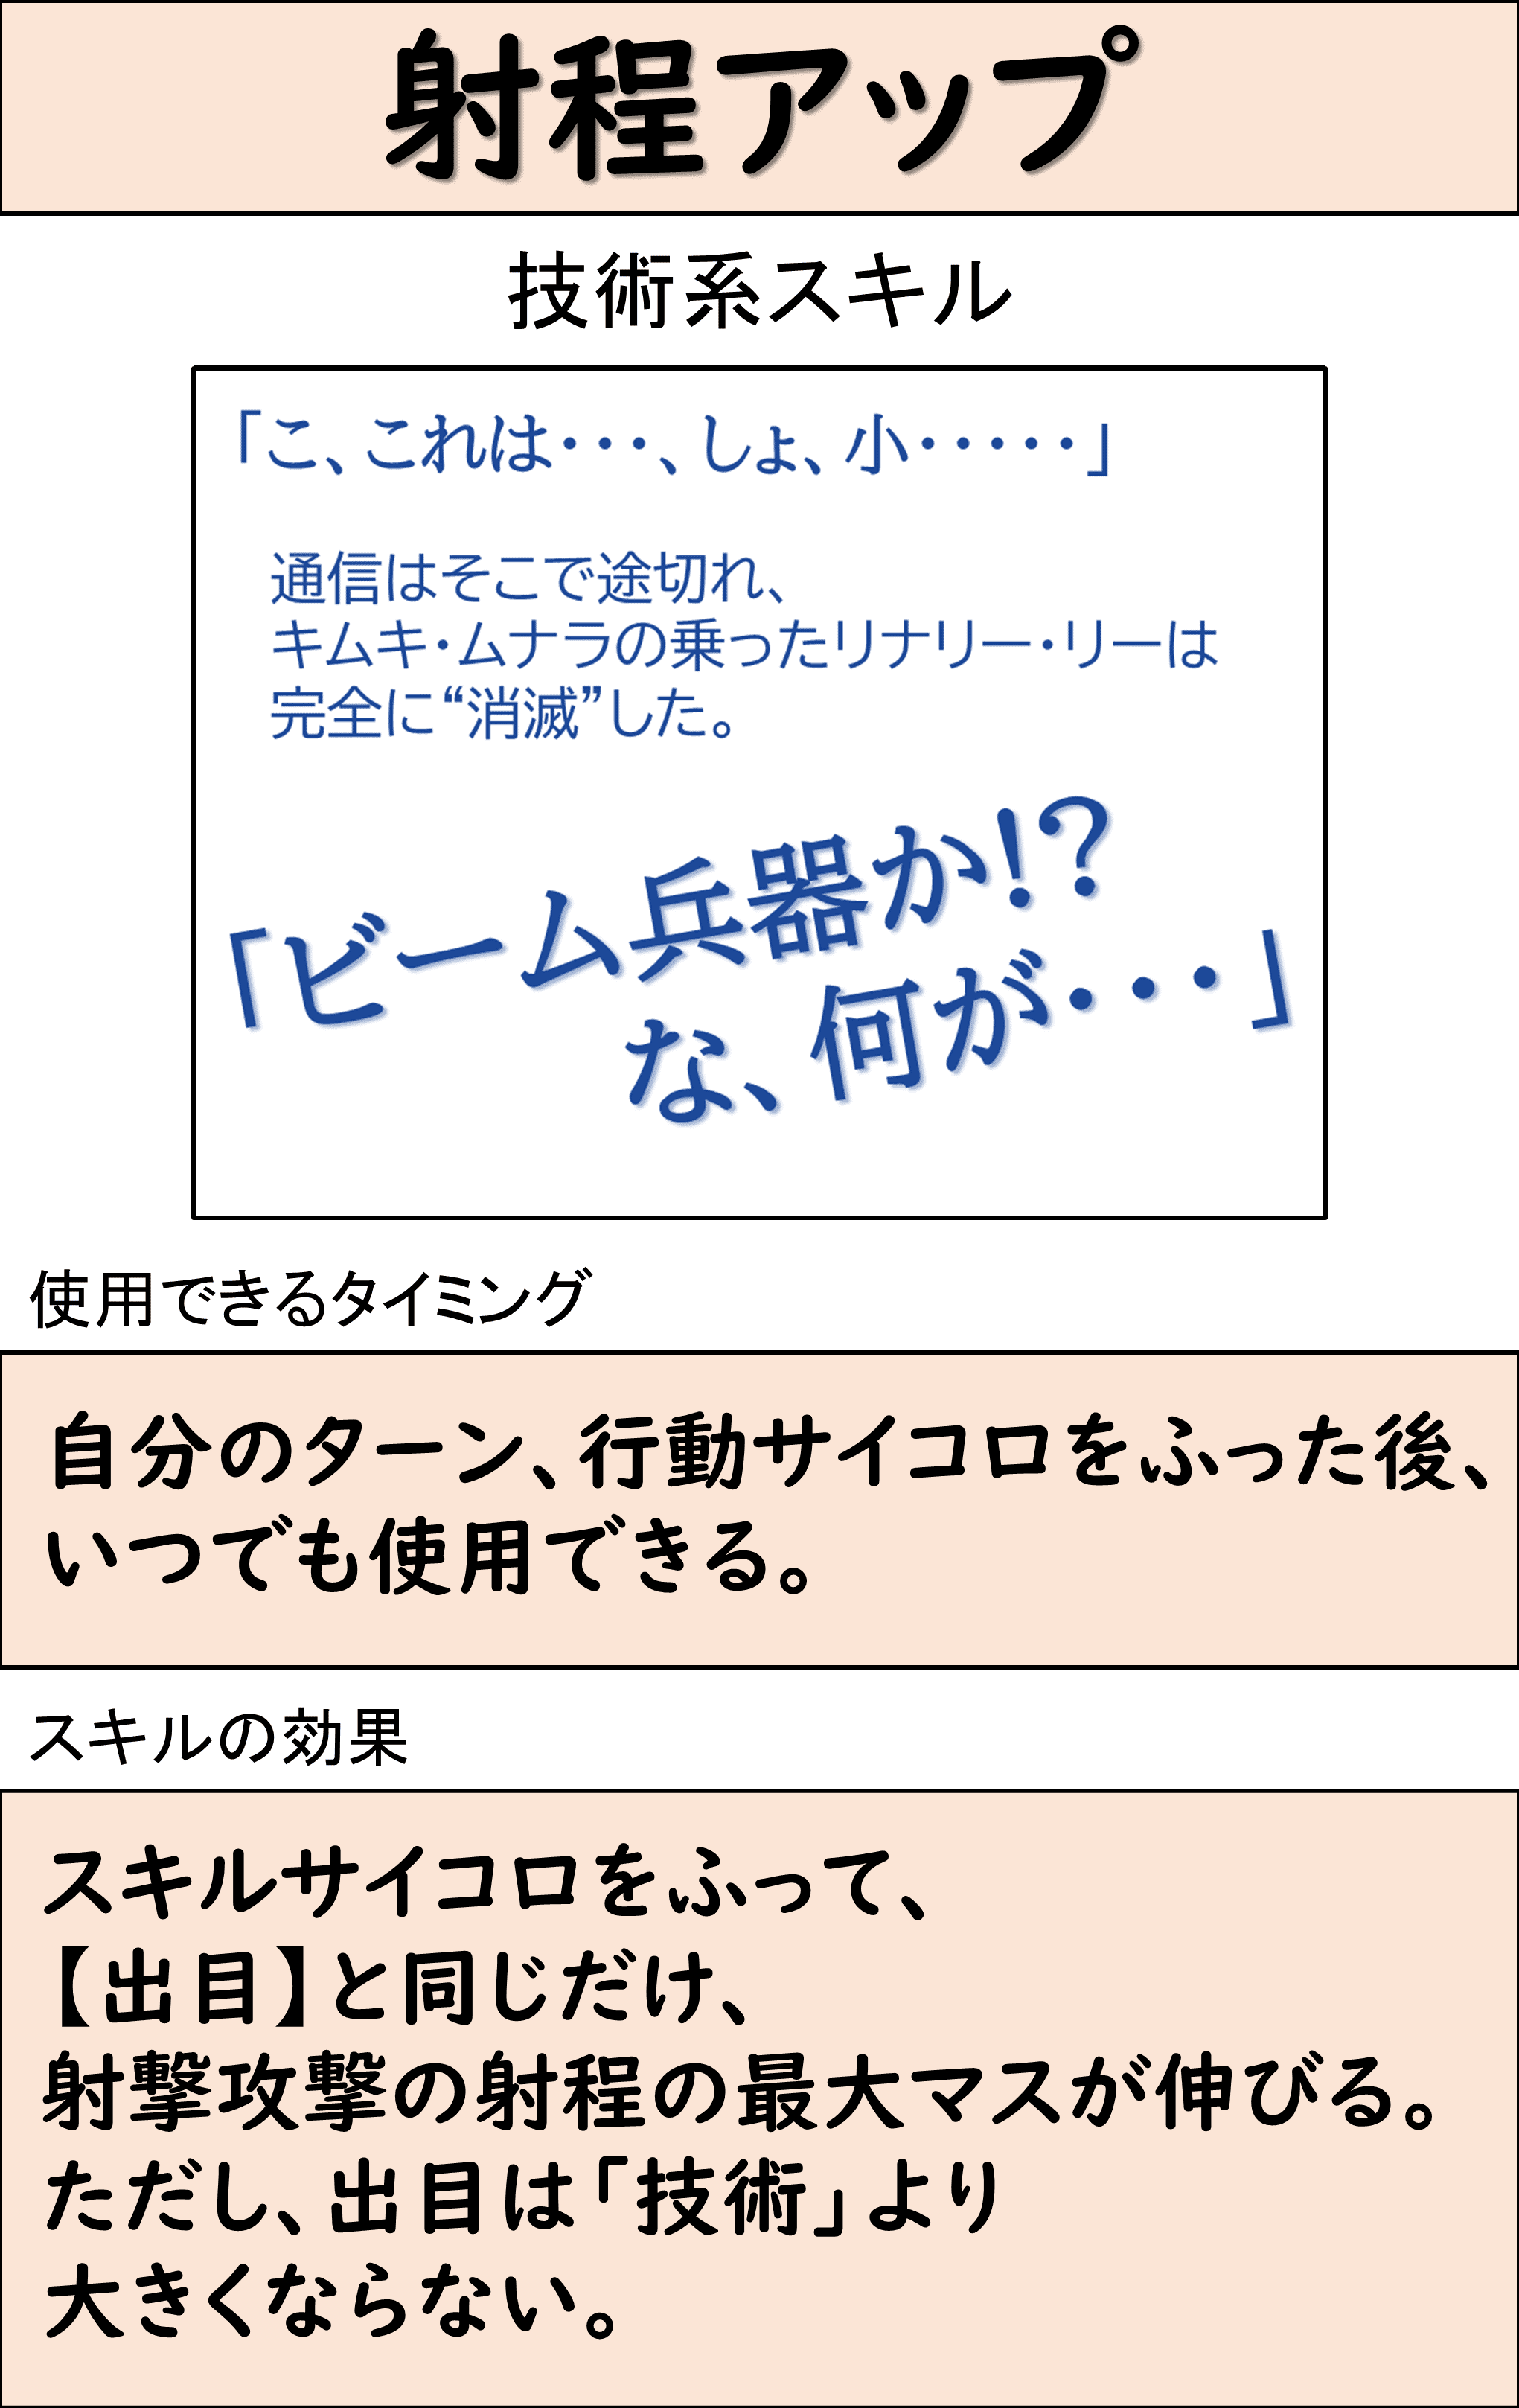 射程アップ
技術系スキル
「こ、これは・・・、しょ、小・・・・・」
通信はそこで途切れ、
キムキ・ムナラの乗ったリナリー・リーは
完全に“消滅”した。
「ビーム兵器か!?
な、何が・・・」
使用できるタイミング
自分のターン、行動サイコロをふった後、
いつでも使用できる。
スキルの効果
スキルサイコロをふって、
【出目】と同じだけ、
射撃攻撃の射程の最大マスが伸びる。
ただし、出目は「技術」より
大きくならない。